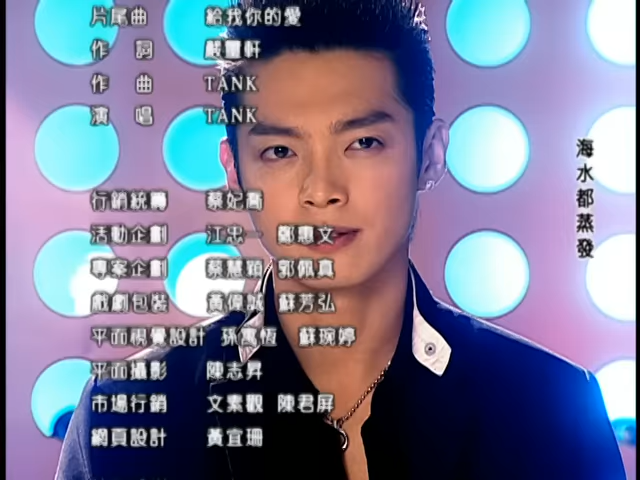 片尾曲 給我你的愛
作詞 嚴云軒
作曲 TANK
演唱 TANK
海水都蒸發
行銷統籌 蔡妃喬
活動企劃 江忠一 鄭惠文
專案企劃 蔡慧穎 郭佩真
戲劇包裝 黃偉誠 蘇芳弘
平面視覺設計 孫寓恆 蘇琬婷
平面攝影 陳志昇
市場行銷 文素觀 陳君屏
網頁設計 黃宜珊